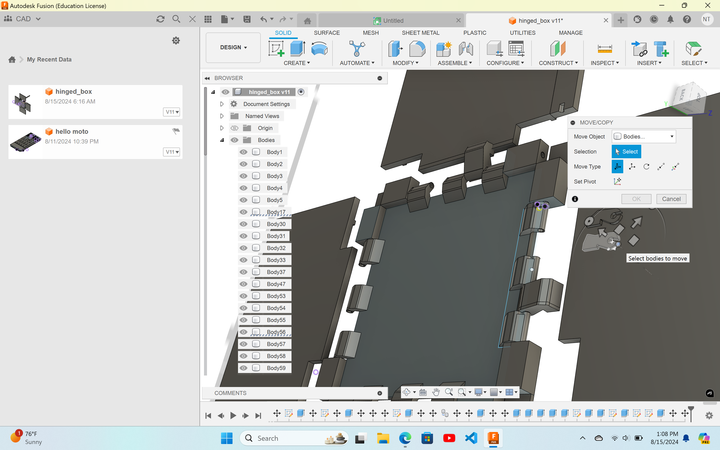 Autodesk Fusion (Education License)
CAD
My Recent Data
hinged_box
8/15/2024 6:16 AM
V11
hello moto
8/11/2024 10:39 PM
V11
Untitled
hinged_box v11*
NT
DESIGN
SOLID
SURFACE
MESH
SHEET METAL
PLASTIC
UTILITIES
MANAGE
CREATE
AUTOMATE
MODIFY
ASSEMBLE
CONFIGURE
CONSTRUCT
INSPECT
INSERT
SELECT
BROWSER
hinged_box v11
Document Settings
Named Views
Origin
Bodies
Body1
Body2
Body3
Body4
Body5
Body17
Body30
Body31
Body32
Body33
Body37
Body47
Body53
Body54
Body55
Body56
Body57
Body58
Body59
MOVE/COPY
Move Object
Bodies...
Selection
Select
Move Type
Set Pivot
OK
Cancel
Select bodies to move
Z
COMMENTS
1
76°F
Sunny
Search
1:08 PM
8/15/2024